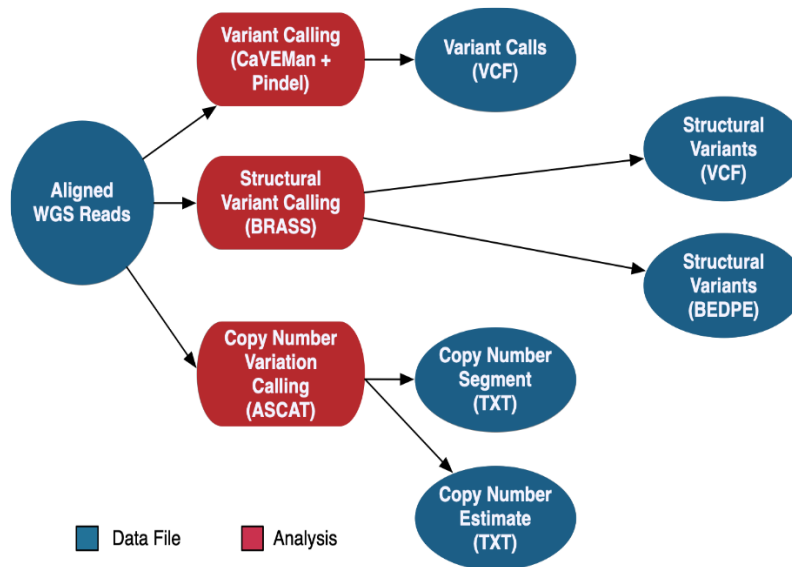 Variant Calling
(CaVEMan +
Pindel)
Variant Calls
(VCF)
Structural
Variants
(VCF)
Aligned
WGS Reads
Structural
Variant Calling
(BRASS)
Structural
Variants
(BEDPE)
Copy Number
Variation
Calling
(ASCAT)
Copy Number
Segment
(TXT)
Copy Number
Estimate
(TXT)
Data File
Analysis